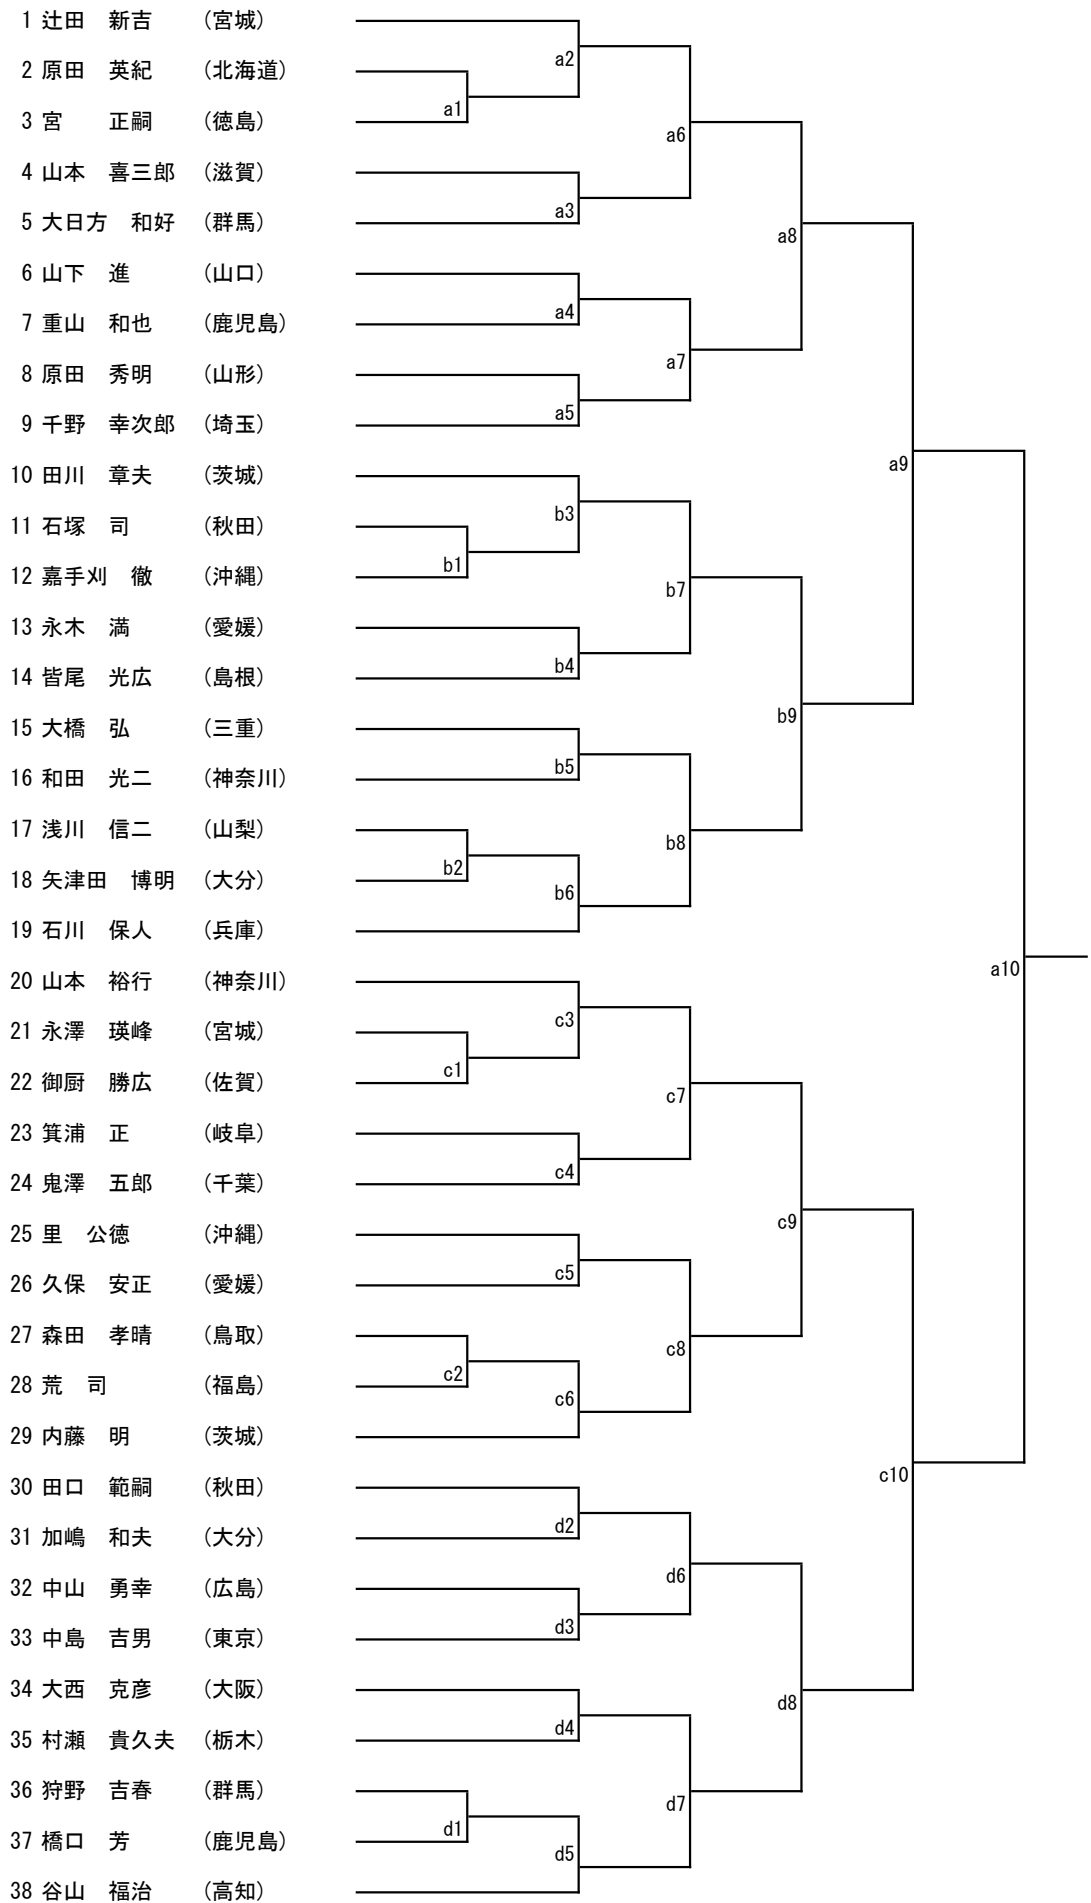 1 辻田　新吉　（宮城）
a2
2 原田　英紀　（北海道）
a1
3 宮　　正嗣　（徳島）
a6
4 山本　喜三郎　（滋賀）
a3
5 大日方　和好　（群馬）
a8
6 山下　進　（山口）
a4
7 重山　和也　（鹿児島）
a7
8 原田　秀明　（山形）
a5
9 千野　幸次郎　（埼玉）
a9
10 田川　章夫　（茨城）
b3
11 石塚　司　（秋田）
b1
12 嘉手刈　徹　（沖縄）
b7
13 永木　満　（愛媛）
b4
14 皆尾　光広　（島根）
b9
15 大橋　弘　（三重）
b5
16 和田　光二　（神奈川）
17 浅川　信二　（山梨）
b8
b2
18 矢津田　博明　（大分）
b6
19 石川　保人　（兵庫）
a10
20 山本　裕行　（神奈川）
c3
21 永澤　瑛峰　（宮城）
c1
22 御厨　勝広　（佐賀）
c7
23 箕浦　正　（岐阜）
c4
24 鬼澤　五郎　（千葉）
c9
25 里　公徳　（沖縄）
c5
26 久保　安正　（愛媛）
27 森田　孝晴　（鳥取）
c8
c2
28 荒　司　（福島）
c6
29 内藤　明　（茨城）
c10
30 田口　範嗣　（秋田）
d2
31 加嶋　和夫　（大分）
d6
32 中山　勇幸　（広島）
d3
33 中島　吉男　（東京）
34 大西　克彦　（大阪）
d8
d4
35 村瀬　貴久夫　（栃木）
36 狩野　吉春　（群馬）
d7
d1
37 橋口　芳　（鹿児島）
d5
38 谷山　福治　（高知）